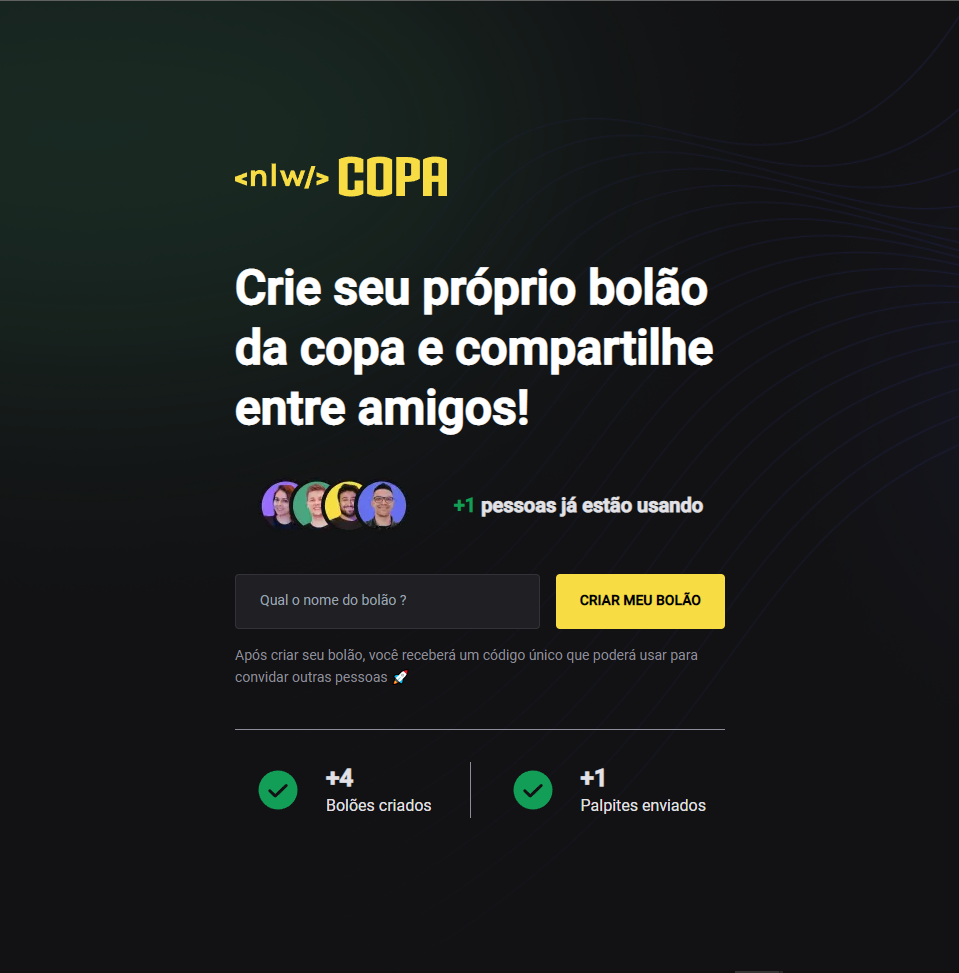 <nlw/> COPA
Crie seu próprio bolão
da copa e compartilhe
entre amigos!
+1 pessoas já estão usando
Qual o nome do bolão ?
CRIAR MEU BOLÃO
Após criar seu bolão, você receberá um código único que poderá usar para
convidar outras pessoas 🚀
+4
Bolões criados
+1
Palpites enviados